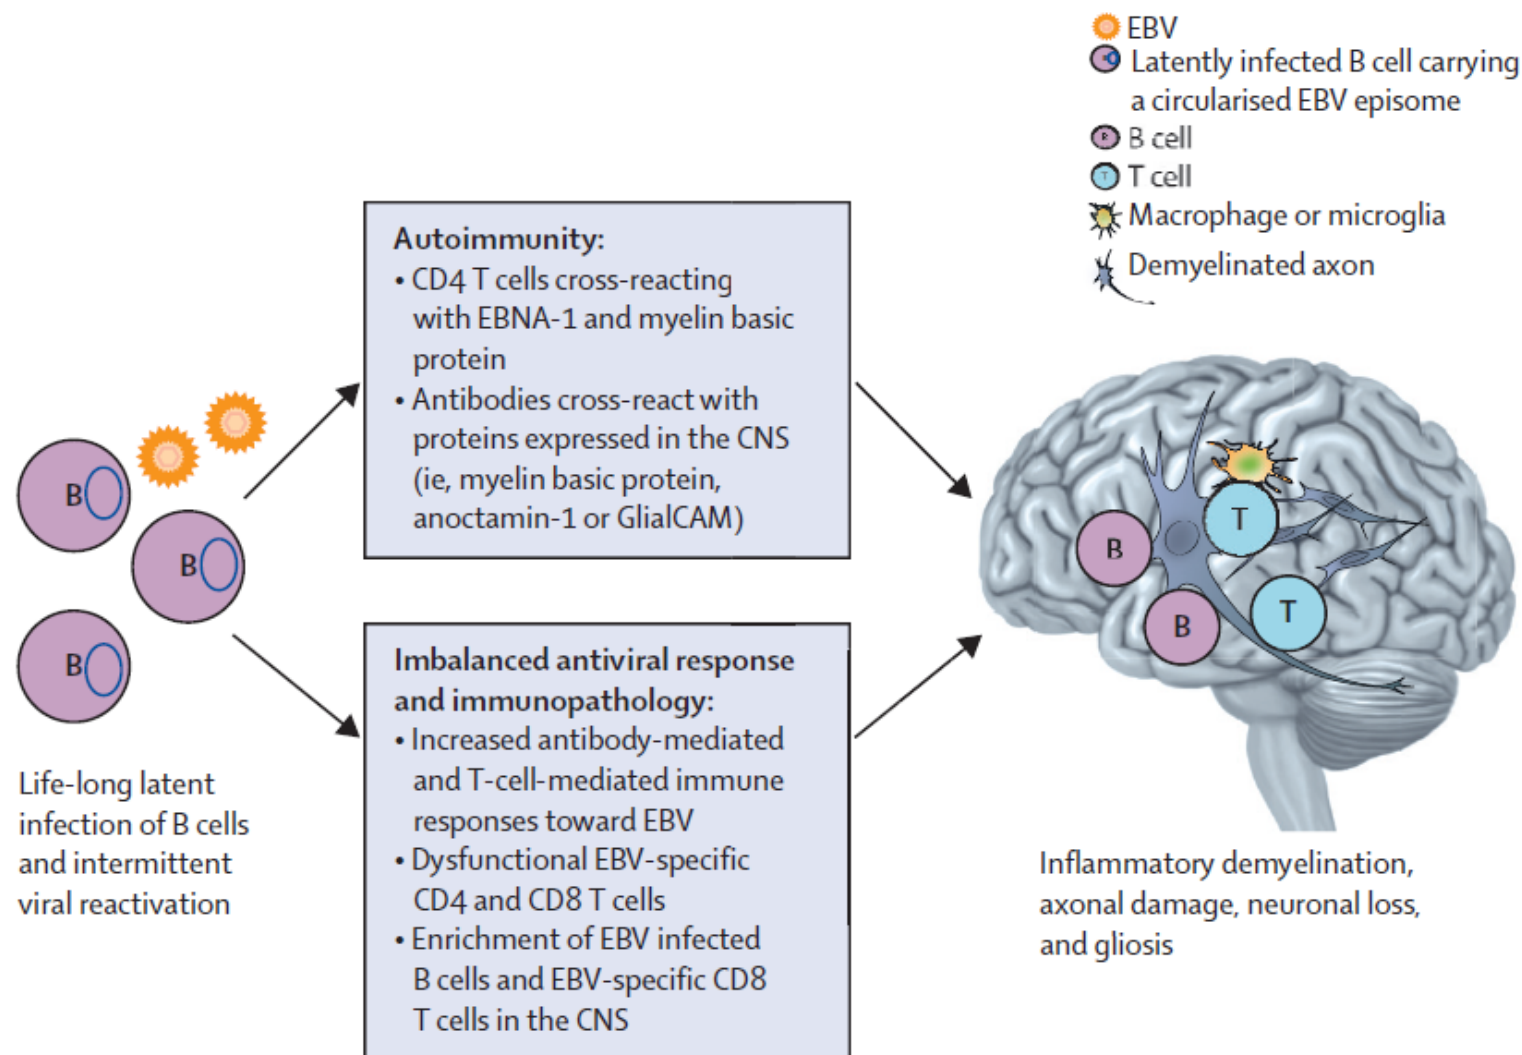 EBV
Latently infected B cell carrying
a circularised EBV episome
B cell
T
T cell
Macrophage or microglia
Demyelinated axon
Autoimmunity:
• CD4 T cells cross-reacting
with EBNA-1 and myelin basic
protein
• Antibodies cross-react with
proteins expressed in the CNS
(ie, myelin basic protein,
anoctamin-1 or GlialCAM)
B
B
B
Life-long latent
infection of B cells
and intermittent
viral reactivation
Imbalanced antiviral response
and immunopathology:
• Increased antibody-mediated
and T-cell-mediated immune
responses toward EBV
• Dysfunctional EBV-specific
CD4 and CD8 T cells
• Enrichment of EBV infected
B cells and EBV-specific CD8
T cells in the CNS
T
B
T
B
Inflammatory demyelination,
axonal damage, neuronal loss,
and gliosis